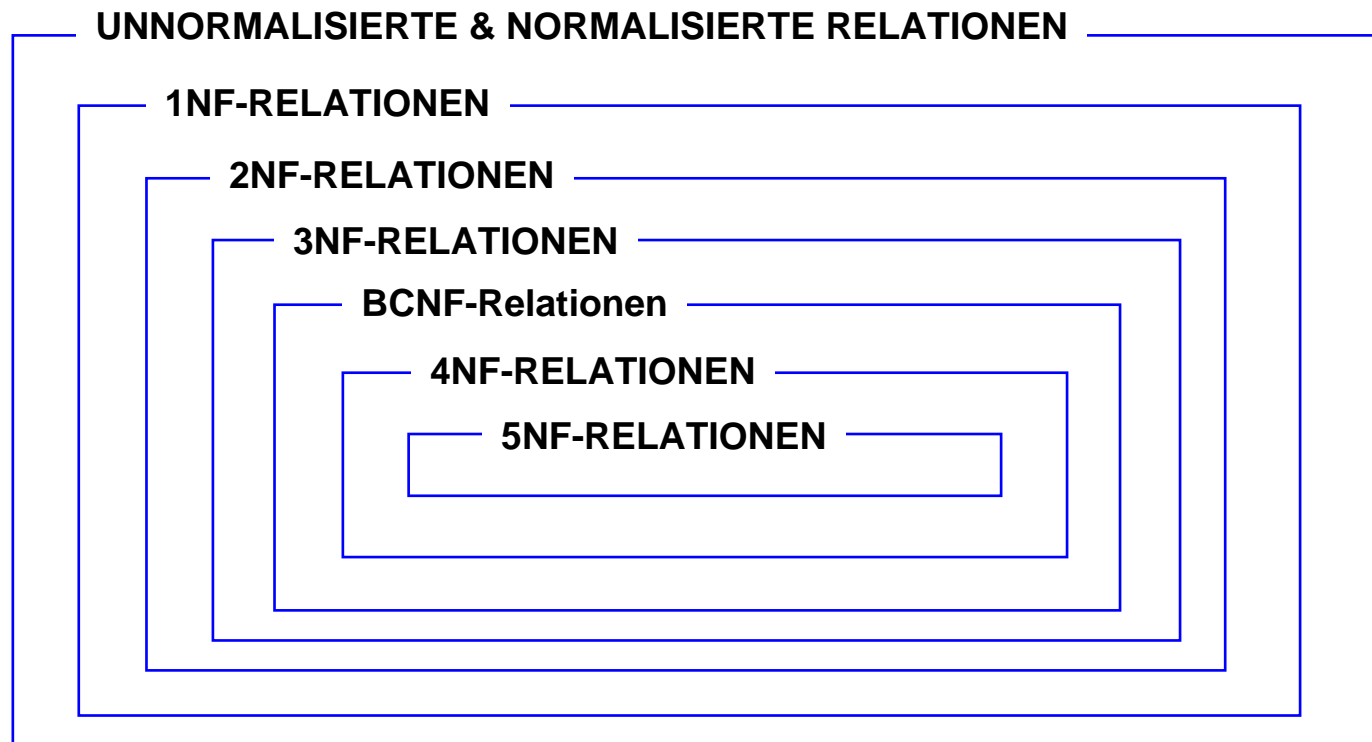 UNNORMALISIERTE & NORMALISIERTE RELATIONEN
1NF-RELATIONEN
2NF-RELATIONEN
3NF-RELATIONEN
BCNF-Relationen
4NF-RELATIONEN
5NF-RELATIONEN